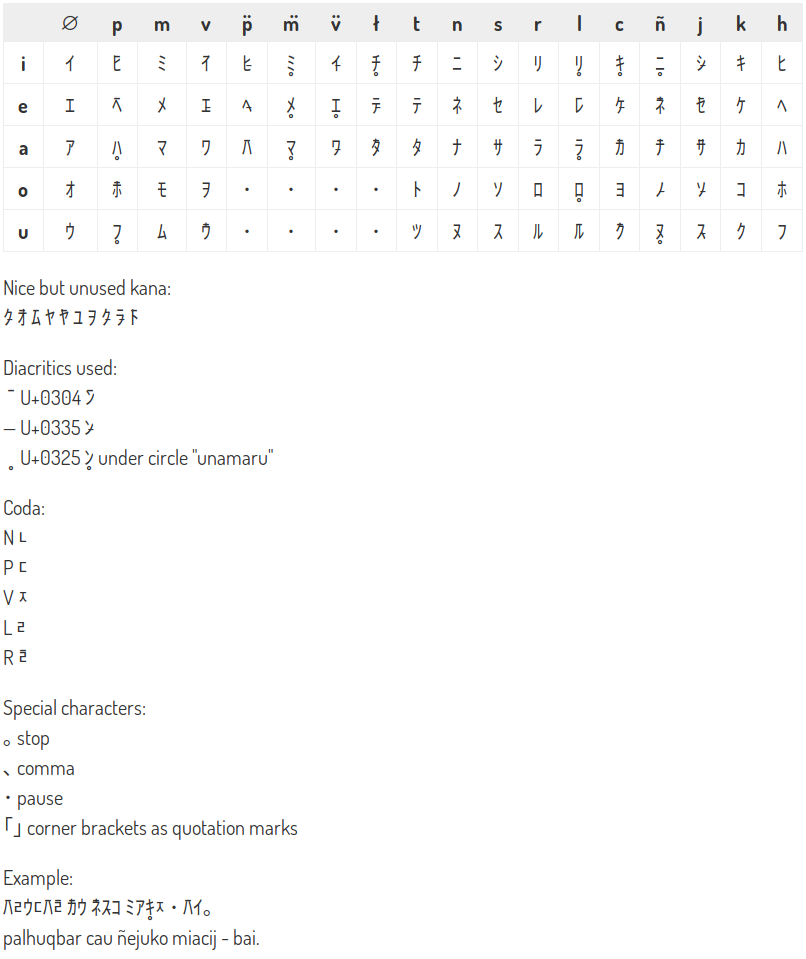 ∅ p m v p̈ m̈ v̈ ł t n s r l c ñ j k h
i ｲ ﾋ̄ ﾐ ｲ̄ ﾋ̵ ﾐ̥ ｲ̵ ﾁ̥ ﾁ ﾆ ｼ ﾘ ﾘ̥ ｷ̥ ﾆ̥ ｼ̵ ｷ ﾋ
e ｴ ﾍ̄ ﾒ ｴ̄ ﾍ̵ ﾒ̥ ｴ̥ ﾃ̵ ﾃ ﾈ ｾ ﾚ ﾚ̄ ｹ̄ ﾈ̄ ｾ̄ ｹ ﾍ
a ｱ ﾊ̥ ﾏ ﾜ ﾊ̄ ﾏ̥ ﾜ̵ ﾀ̄ ﾀ ﾅ ｻ ﾗ ﾗ̥ ｶ̄ ﾅ̄ ｻ̄ ｶ ﾊ
o ｵ ﾎ̄ ﾓ ｦ ･ ･ ･ ･ ﾄ ﾉ ｿ ﾛ ﾛ̥ ﾖ ﾉ̵ ｿ̵ ｺ ﾎ
u ｳ ﾌ̥ ﾑ ｳ̄ ･ ･ ･ ･ ﾂ ﾇ ｽ ﾙ ﾙ̄ ｸ̄ ﾇ̥ ｽ̵ ｸ ﾌ
Nice but unused kana:
ｸ̵ ｵ̄ ﾑ̄ ﾔ ﾔ̄ ﾕ ｦ ﾀ̵ ﾗ̄ ﾄ̄
Diacritics used:
 ̄ U+0304 ﾝ̄
 ̵ U+0335 ﾝ̵
 ̥ U+0325 ﾝ̥ under circle "unamaru"
Coda:
N ﾤ
P ﾧ
V ﾸ
L ﾩ
R ﾩ̄
Special characters:
｡ stop
､ comma
･ pause
｢｣ corner brackets as quotation marks
Example:
ﾊ̄ﾩｳﾧﾊ̄ﾩ̄ ｶ̄ｳ ﾈ̄ｽ̵ｺ ﾐｱｷ̥ﾸ ･ ﾊ̄ｲ｡
palhuqbar cau ñejuko miacij - bai.